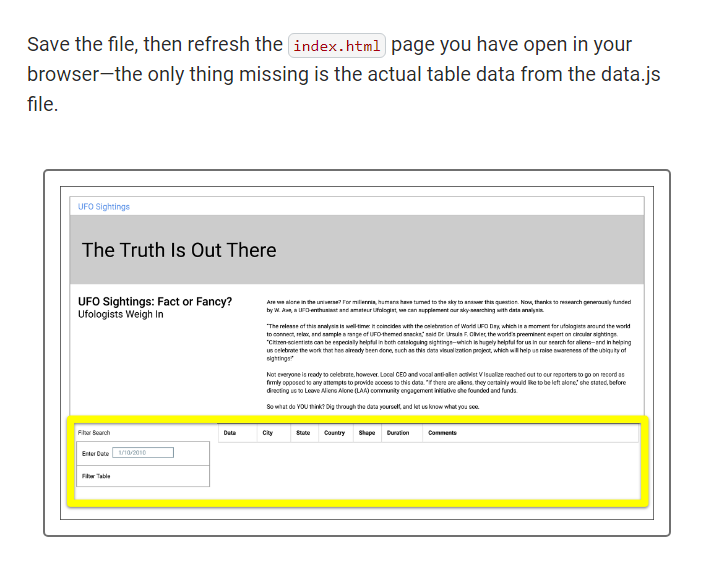 Save the file, then refresh the index.html page you have open in your
browser—the only thing missing is the actual table data from the data.js
file.
UFO Sightings
The Truth Is Out There
UFO Sightings: Fact or Fancy?
Ufologists Weigh In
Are we alone in the universe? For millennia, humans have turned to the sky to answer this question. Now, thanks to research generously funded
by W. Ave, a UFO-enthusiast and amateur Ufologist, we can supplement our sky-searching with data analysis.
"The release of this analysis is well-time: it coincides with the celebration of World UFO Day, which is a moment for ufologists around the world
to connect, relax, and sample a range of UFO-themed snacks," said Dr. Ursula F. Olivier, the world's preeminent expert on circular sightings.
"Citizen-scientists can be especially helpful in both cataloguing sightings—which is hugely helpful for us in our search for aliens—and in helping
us celebrate the work that has already been done, such as this data visualization project, which will help us raise awareness of the ubiquity of
sightings!"
Not everyone is ready to celebrate, however. Local CEO and vocal anti-alien activist V Isualize reached out to our reporters to go on record as
firmly opposed to any attempts to provide access to this data. "If there are aliens, they certainly would like to be left alone," she stated, before
directing us to Leave Aliens Alone (LAA) community engagement initiative she founded and funds.
So what do YOU think? Dig through the data yourself, and let us know what you see.
Filter Search
Data City State Country Shape Duration Comments
Enter Date 1/10/2010
Filter Table